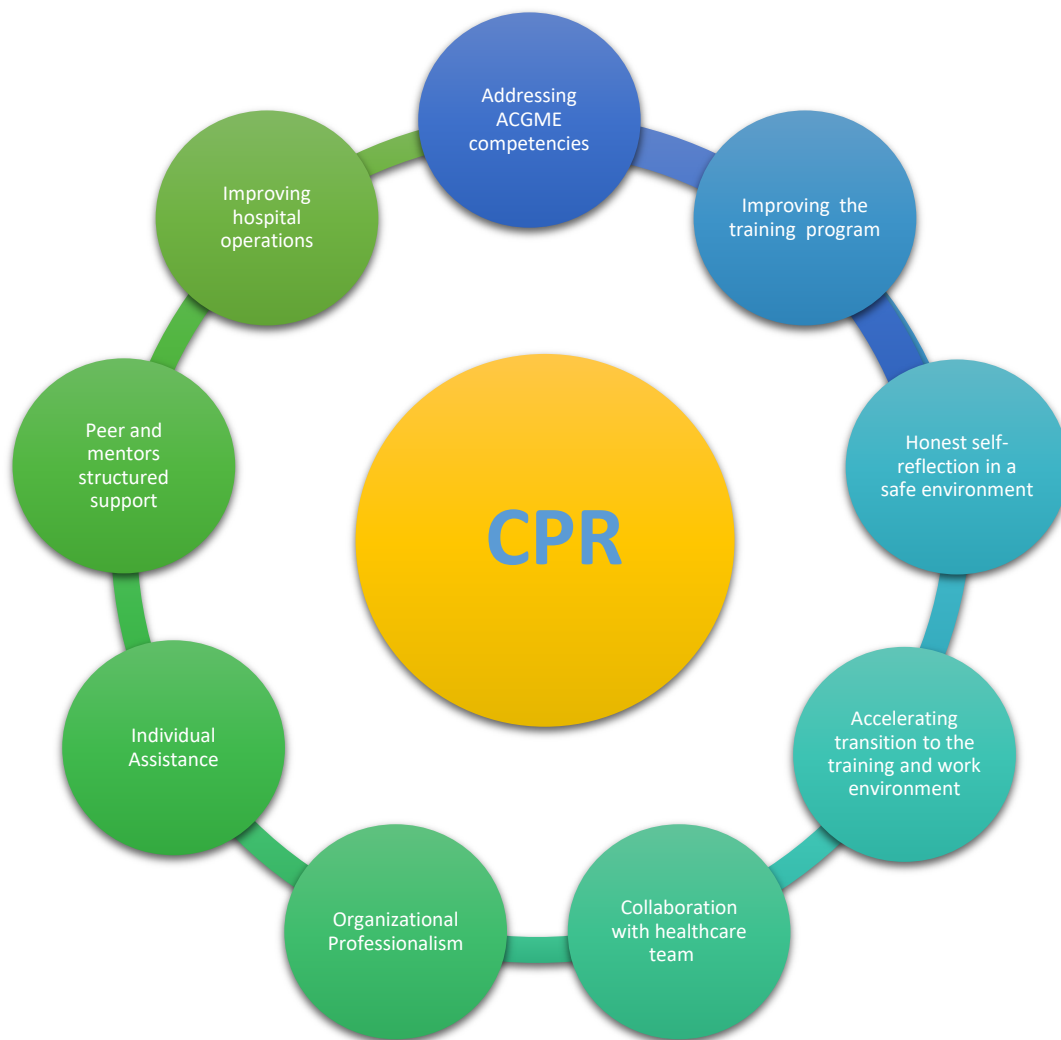 Addressing
ACGME
competencies
Improving the
training program
Honest self-
reflection in a
safe environment
Accelerating
transition to the
training and work
environment
Collaboration
with healthcare
team
Organizational
Professionalism
Individual
Assistance
Peer and
mentors
structured
support
Improving
hospital
operations
CPR